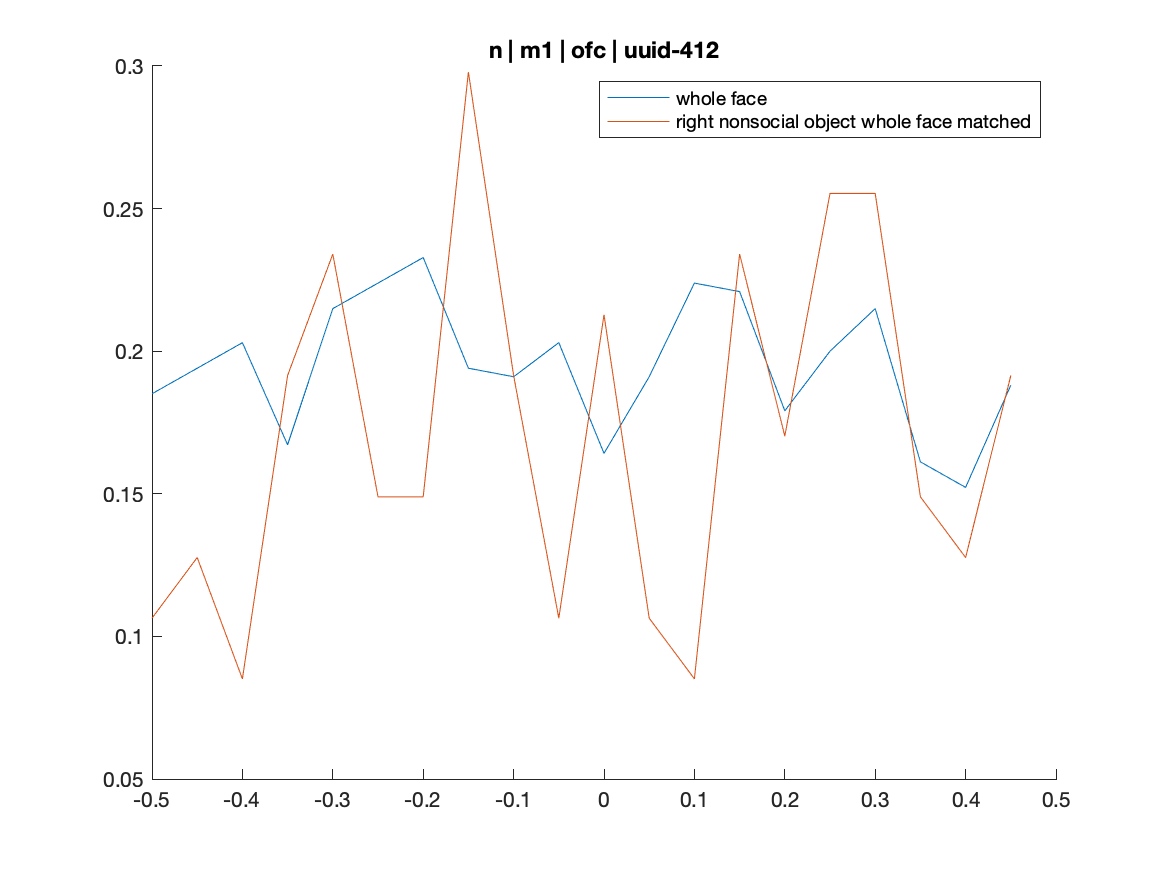 n | m1 | ofc | uuid-412
whole face
right nonsocial object whole face matched
0.3
0.25
0.2
0.15
0.1
0.05
-0.5 -0.4 -0.3 -0.2 -0.1 0 0.1 0.2 0.3 0.4 0.5